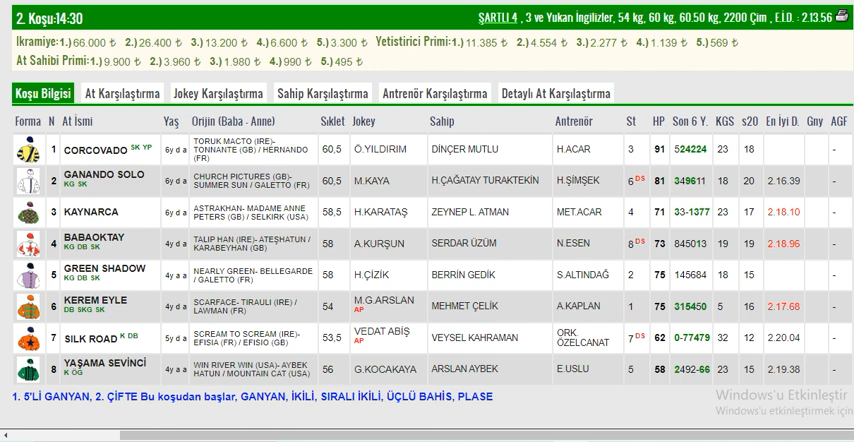 2. Koşu:14:30 ŞARTLI 4 , 3 ve Yukarı İngilizler, 54 kg, 60 kg, 60.50 kg, 2200 Çim , E.İ.D. : 2.13.56
Ikramiye:1.)66.000 ₺ 2.)26.400 ₺ 3.)13.200 ₺ 4.)6.600 ₺ 5.)3.300 ₺ Yetistirici Primi:1.)11.385 ₺ 2.)4.554 ₺ 3.)2.277 ₺ 4.)1.139 ₺ 5.)569 ₺
At Sahibi Primi:1.)9.900 ₺ 2.)3.960 ₺ 3.)1.980 ₺ 4.)990 ₺ 5.)495 ₺
Koşu Bilgisi At Karşılaştırma Jokey Karşılaştırma Sahip Karşılaştırma Antrenör Karşılaştırma Detaylı At Karşılaştırma
Forma N At İsmi Yaş Orijin (Baba - Anne) Sıklet Jokey Sahip Antrenör St HP Son 6 Y. KGS s20 En İyi D. Gny AGF
1 CORCOVADO SK YP 6y d a TORUK MACTO (IRE)- TONNANTE (GB) / HERNANDO (FR) 60,5 Ö.YILDIRIM DİNÇER MUTLU H.ACAR 3 91 524224 23 18 -
2 GANANDO SOLO KG SK 6y d a CHURCH PICTURES (GB)- SUMMER SUN / GALETTO (FR) 60,5 M.KAYA H.ÇAĞATAY TURAKTEKİN H.ŞİMŞEK 6 DS 81 349611 18 20 2.16.39 -
3 KAYNARCA 6y d a ASTRAKHAN- MADAME ANNE PETERS (GB) / SELKIRK (USA) 58,5 H.KARATAŞ ZEYNEP L. ATMAN MET.ACAR 4 71 33-1377 23 17 2.18.10 -
4 BABAOKTAY KG DB SK 4y d a TALIP HAN (IRE)- ATEŞHATUN / KARABEYHAN (GB) 58 A.KURŞUN SERDAR ÜZÜM N.ESEN 8 DS 73 845013 19 19 2.18.96 -
5 GREEN SHADOW KG DB SK 4y a a NEARLY GREEN- BELLEGARDE / GALETTO (FR) 58 H.ÇİZİK BERRİN GEDİK S.ALTINDAĞ 2 75 145684 18 15 -
6 KEREM EYLE DB SKG SK 4y a a SCARFACE- TIRAULI (IRE) / LAWMAN (FR) 54 M.G.ARSLAN AP MEHMET ÇELİK A.KAPLAN 1 75 315450 5 16 2.17.68 -
7 SILK ROAD K DB 5y d a SCREAM TO SCREAM (IRE)- EFISIA (FR) / EFISIO (GB) 53,5 VEDAT ABİŞ AP VEYSEL KAHRAMAN ORK. ÖZELCANAT 7 DS 62 0-77479 32 12 2.20.04 -
8 YAŞAMA SEVİNCİ K ÖG 4y a a WIN RIVER WIN (USA)- AYBEK HATUN / MOUNTAIN CAT (USA) 56 G.KOCAKAYA ARSLAN AYBEK E.USLU 5 58 2492-66 23 15 2.19.38 -
1. 5'Lİ GANYAN, 2. ÇİFTE Bu koşudan başlar, GANYAN, İKİLİ, SIRALI İKİLİ, ÜÇLÜ BAHİS, PLASE
Windows'u Etkinleştir
Windows'u etkinleştirmek için